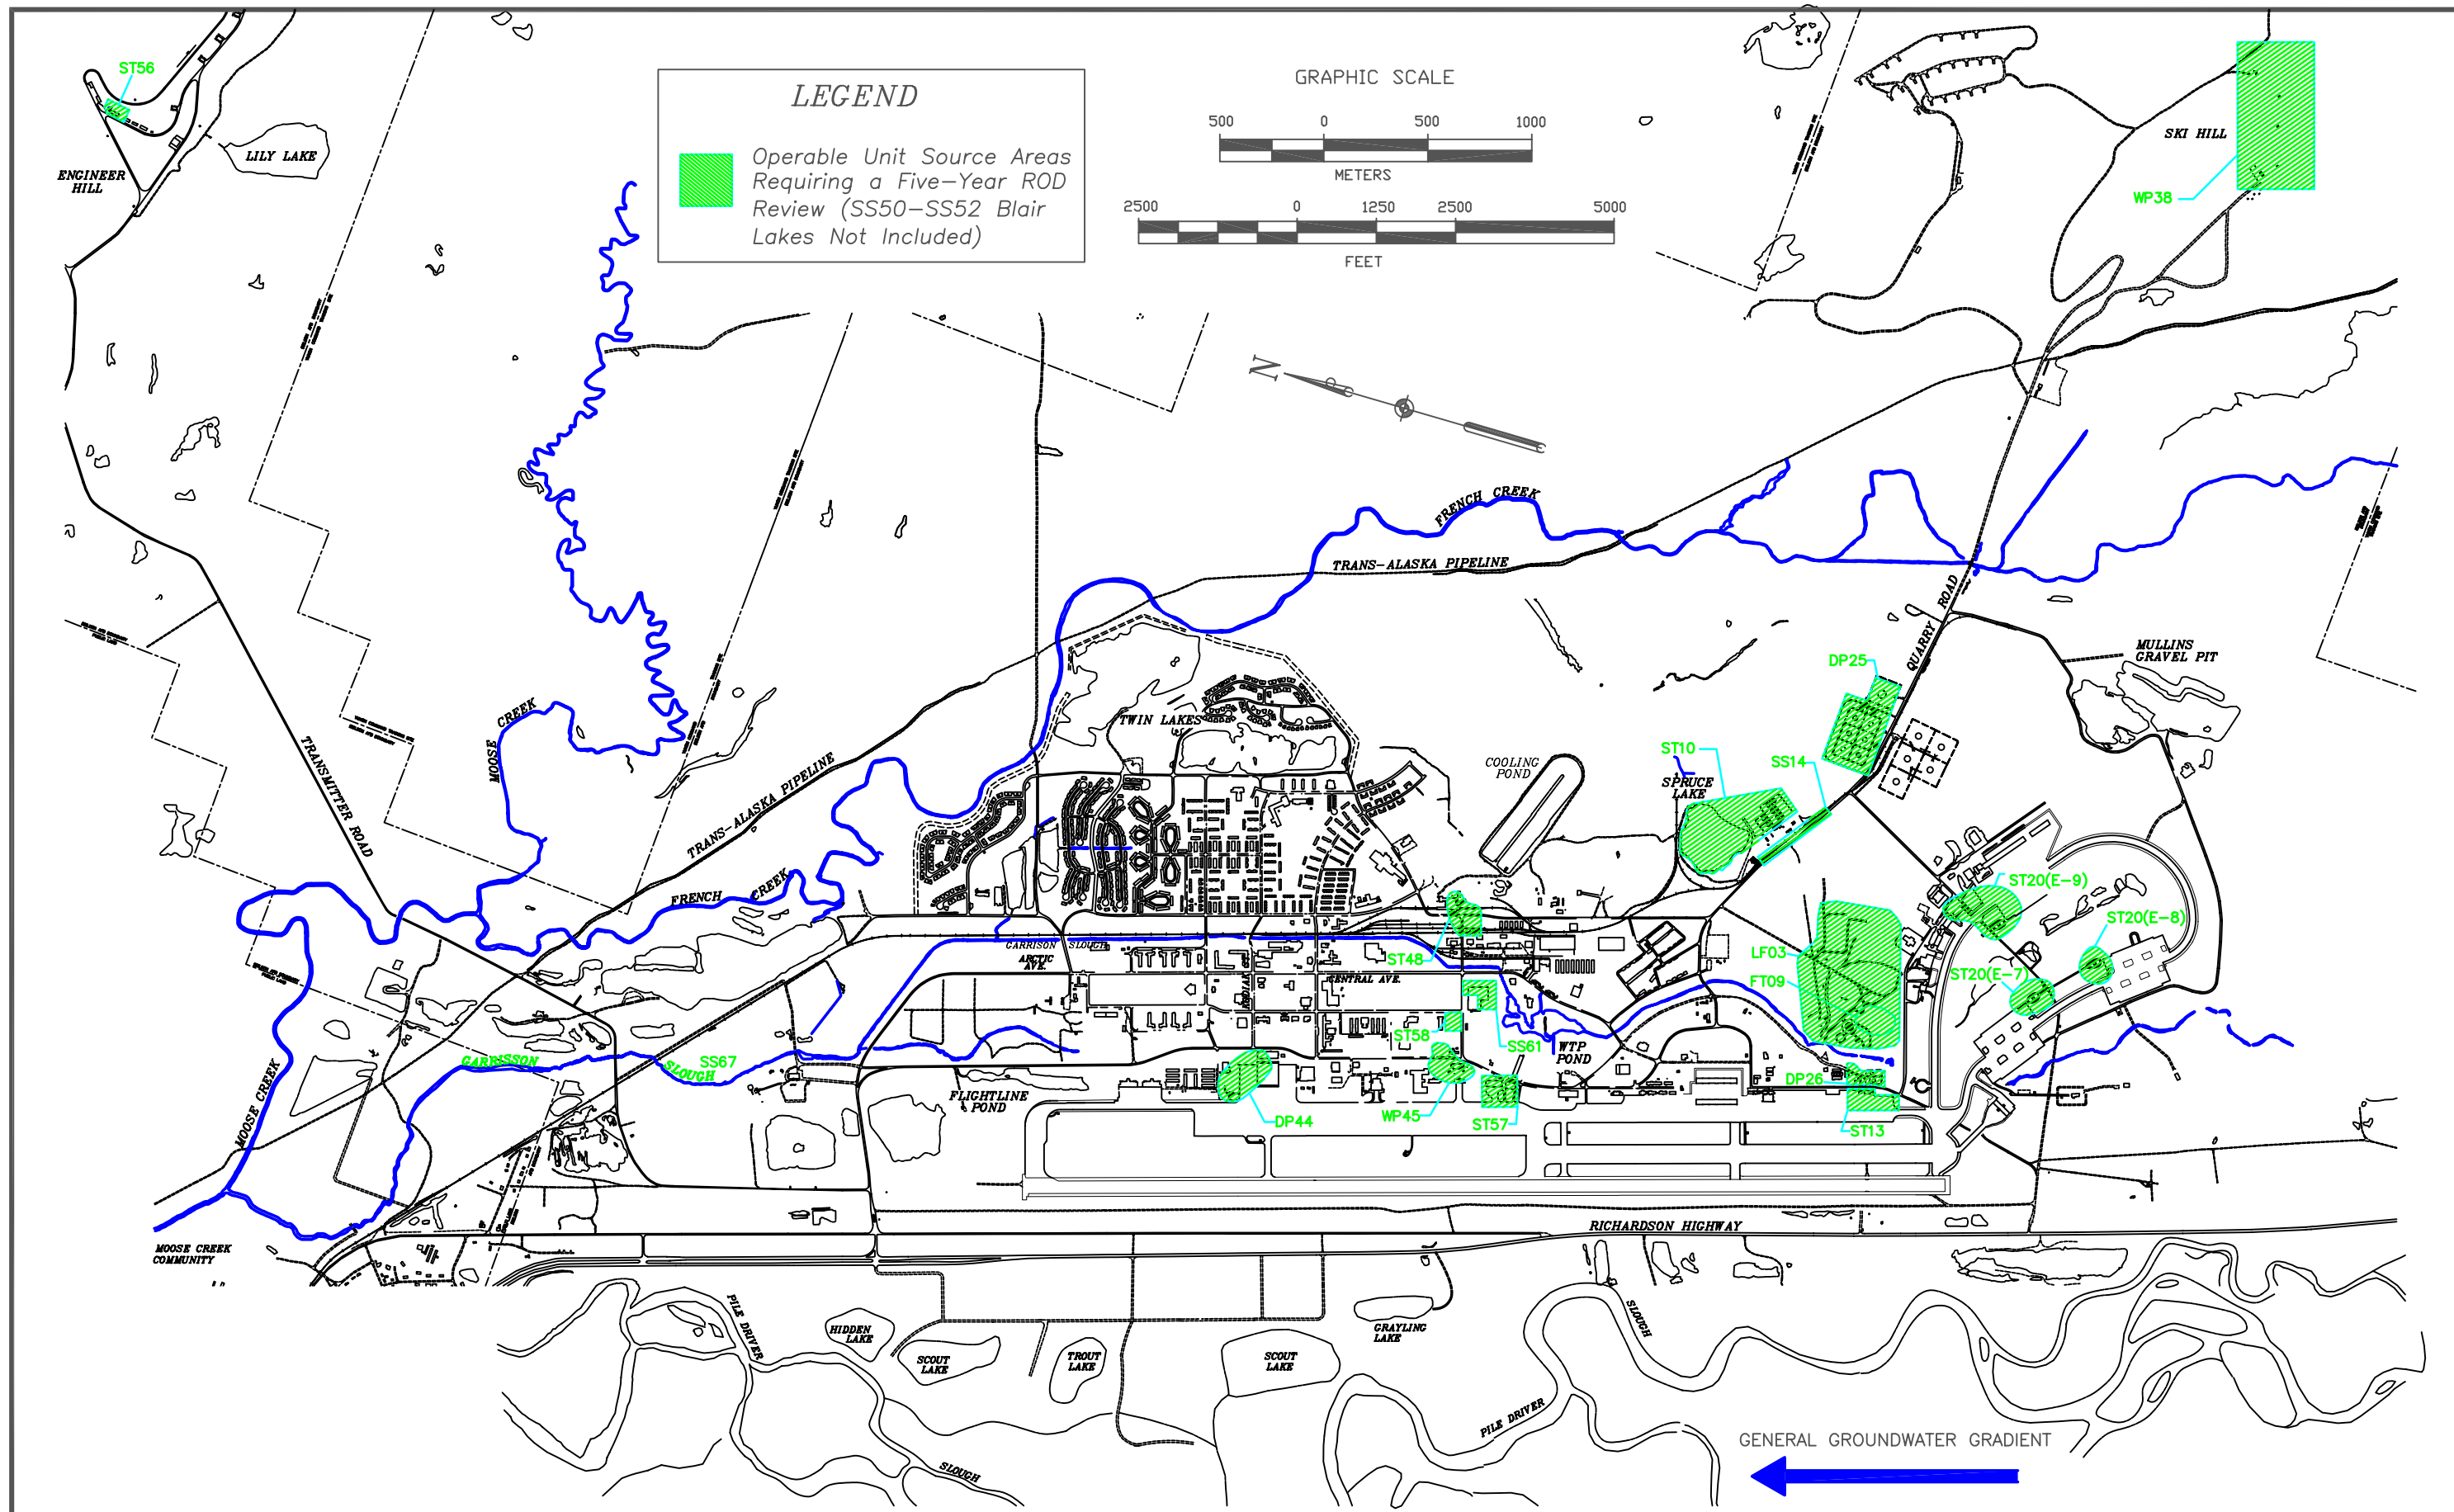 ST56
LILY LAKE
ENGINEER
HILL
LEGEND
Operable Unit Source Areas
Requiring a Five-Year ROD
Review (SS50-SS52 Blair
Lakes Not Included)
GRAPHIC SCALE
500 0 500 1000
METERS
2500 0 1250 2500 5000
FEET
SKI HILL
WP38
N
FRENCH CREEK
TRANS-ALASKA PIPELINE
QUARRY ROAD
MULLINS
GRAVEL PIT
DP25
MOOSE CREEK
TRANSMITTER ROAD
TRANS-ALASKA PIPELINE
TWIN LAKES
COOLING
POND
ST10
SS14
SPRUCE
LAKE
FRENCH CREEK
ST20(E-9)
ST20(E-8)
ST20(E-7)
LF03
FT09
GARRISON SLOUGH
ARCTIC
AVE.
ST48
CENTRAL AVE.
ST58
SS61
WTP
POND
GARRISSON
SLOUGH
SS67
MOOSE CREEK
FLIGHTLINE
POND
DP44
WP45
ST57
DP26
ST13
MOOSE CREEK
COMMUNITY
RICHARDSON HIGHWAY
PILE DRIVER
HIDDEN
LAKE
SCOUT
LAKE
TROUT
LAKE
SCOUT
LAKE
GRAYLING
LAKE
SLOUGH
PILE DRIVER
SLOUGH
GENERAL GROUNDWATER GRADIENT